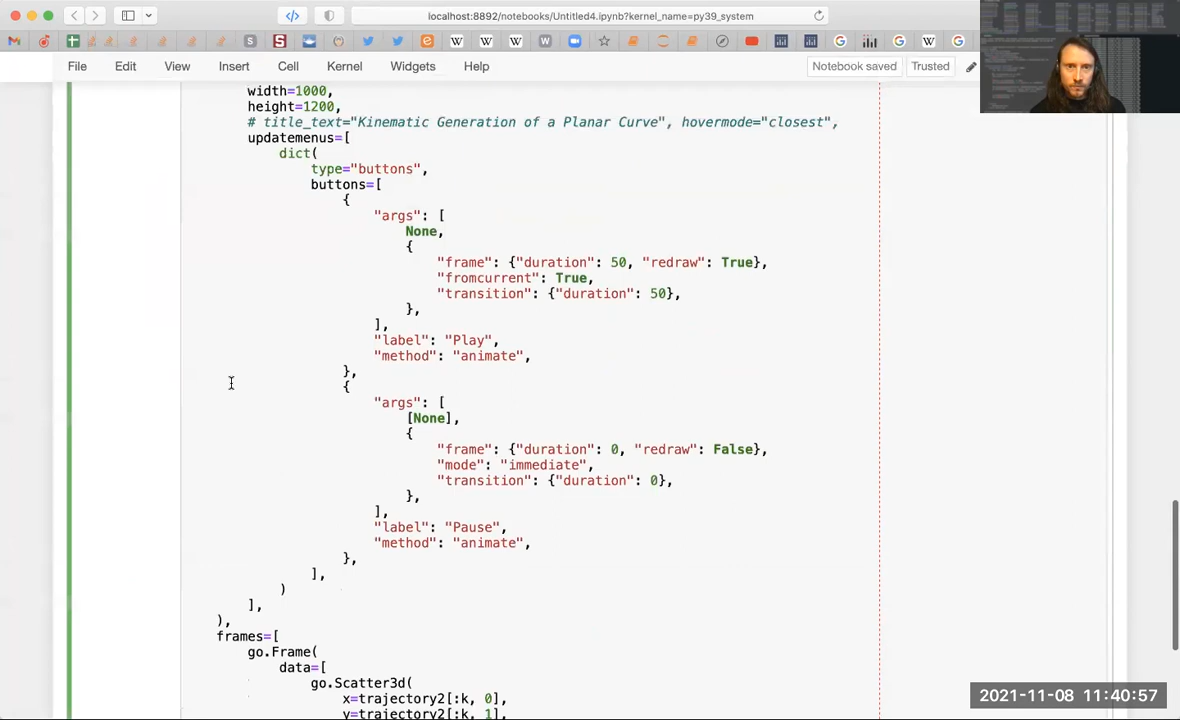 localhost:8892/notebooks/Untitled4.ipynb?kernel_name=py39_system
File Edit View Insert Cell Kernel Widgets Help Notebook saved Trusted
width=1000,
height=1200,
# title_text="Kinematic Generation of a Planar Curve", hovermode="closest",
updatemenus=[
dict(
type="buttons",
buttons=[
{
"args": [
None,
{
"frame": {"duration": 50, "redraw": True},
"fromcurrent": True,
"transition": {"duration": 50},
},
],
"label": "Play",
"method": "animate",
},
{
"args": [
[None],
{
"frame": {"duration": 0, "redraw": False},
"mode": "immediate",
"transition": {"duration": 0},
},
],
"label": "Pause",
"method": "animate",
},
],
)
],
),
frames=[
go.Frame(
data=[
go.Scatter3d(
x=trajectory2[:k, 0],
y=trajectory2[:k, 1],
2021-11-08 11:40:57